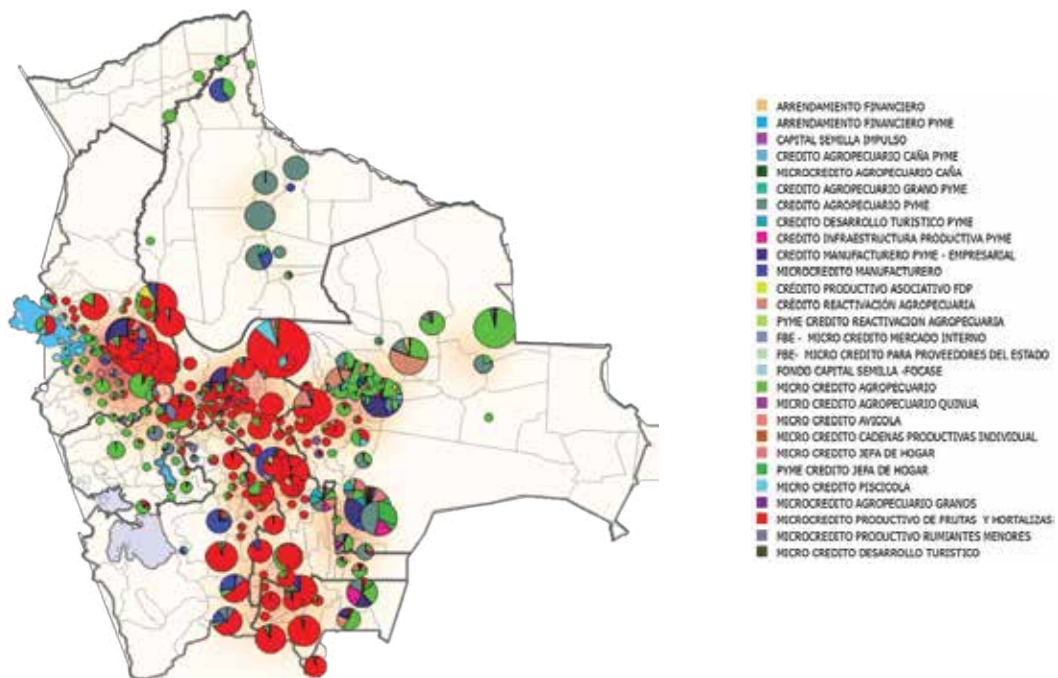 ARRENDAMIENTO FINANCIERO
ARRENDAMIENTO FINANCIERO PYME
CAPITAL SEMILLA IMPULSO
CREDITO AGROPECUARIO CAÑA PYME
MICROCREDITO AGROPECUARIO CAÑA
CREDITO AGROPECUARIO GRANO PYME
CREDITO AGROPECUARIO PYME
CREDITO DESARROLLO TURISTICO PYME
CREDITO INFRAESTRUCTURA PRODUCTIVA PYME
CREDITO MANUFACTURERO PYME - EMPRESARIAL
MICROCREDITO MANUFACTURERO
CRÉDITO PRODUCTIVO ASOCIATIVO FDP
CRÉDITO REACTIVACIÓN AGROPECUARIA
PYME CREDITO REACTIVACION AGROPECUARIA
FBE - MICRO CREDITO MERCADO INTERNO
FBE- MICRO CREDITO PARA PROVEEDORES DEL ESTADO
FONDO CAPITAL SEMILLA -FOCASE
MICRO CREDITO AGROPECUARIO
MICRO CREDITO AGROPECUARIO QUINUA
MICRO CREDITO AVICOLA
MICRO CREDITO CADENAS PRODUCTIVAS INDIVIDUAL
MICRO CREDITO JEFA DE HOGAR
PYME CREDITO JEFA DE HOGAR
MICRO CREDITO PISCICOLA
MICROCREDITO AGROPECUARIO GRANOS
MICROCREDITO PRODUCTIVO DE FRUTAS Y HORTALIZAS
MICROCREDITO PRODUCTIVO RUMIANTES MENORES
MICRO CREDITO DESARROLLO TURISTICO